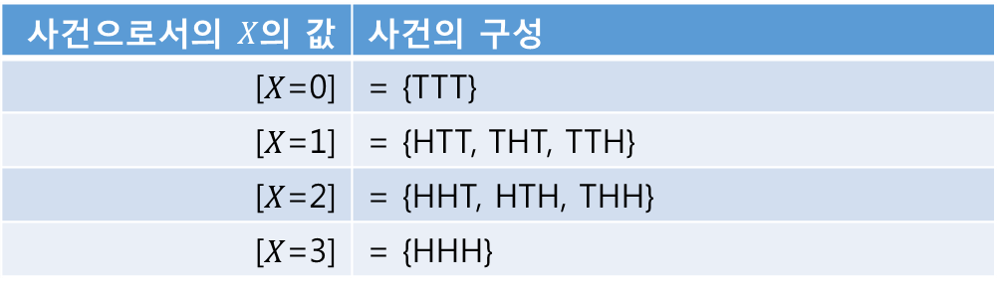 사건으로서의 X의 값 사건의 구성
[X=0] = {TTT}
[X=1] = {HTT, THT, TTH}
[X=2] = {HHT, HTH, THH}
[X=3] = {HHH}